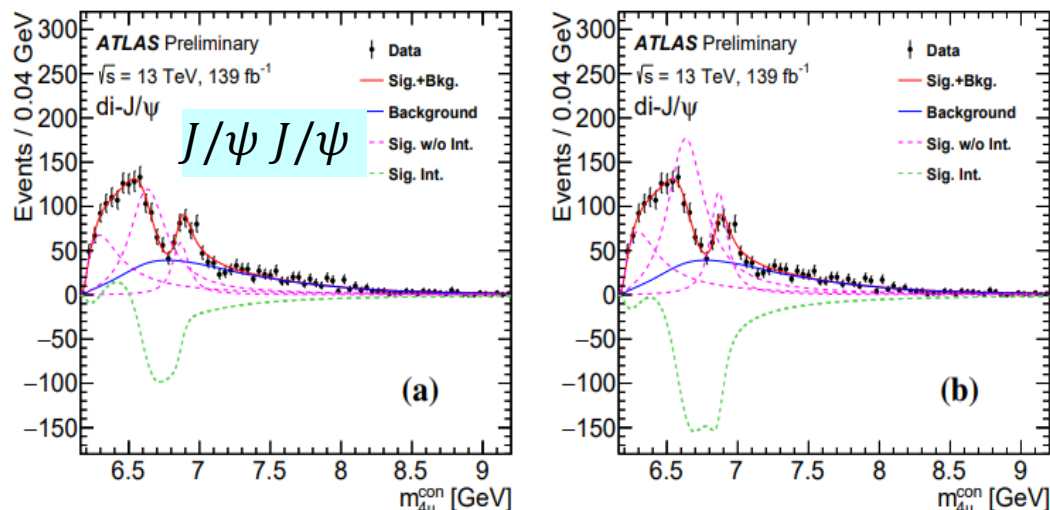 ATLAS Preliminary
√s = 13 TeV, 139 fb⁻¹
di-J/ψ
J/ψ J/ψ
Data
Sig.+Bkg.
Background
Sig. w/o Int.
Sig. Int.
Events / 0.04 GeV
300
250
200
150
100
50
0
−50
−100
−150
(a)
6.5 7 7.5 8 8.5 9
m_{4μ}^{con} [GeV]
ATLAS Preliminary
√s = 13 TeV, 139 fb⁻¹
di-J/ψ
Data
Sig.+Bkg.
Background
Sig. w/o Int.
Sig. Int.
Events / 0.04 GeV
300
250
200
150
100
50
0
−50
−100
−150
(b)
6.5 7 7.5 8 8.5 9
m_{4μ}^{con} [GeV]